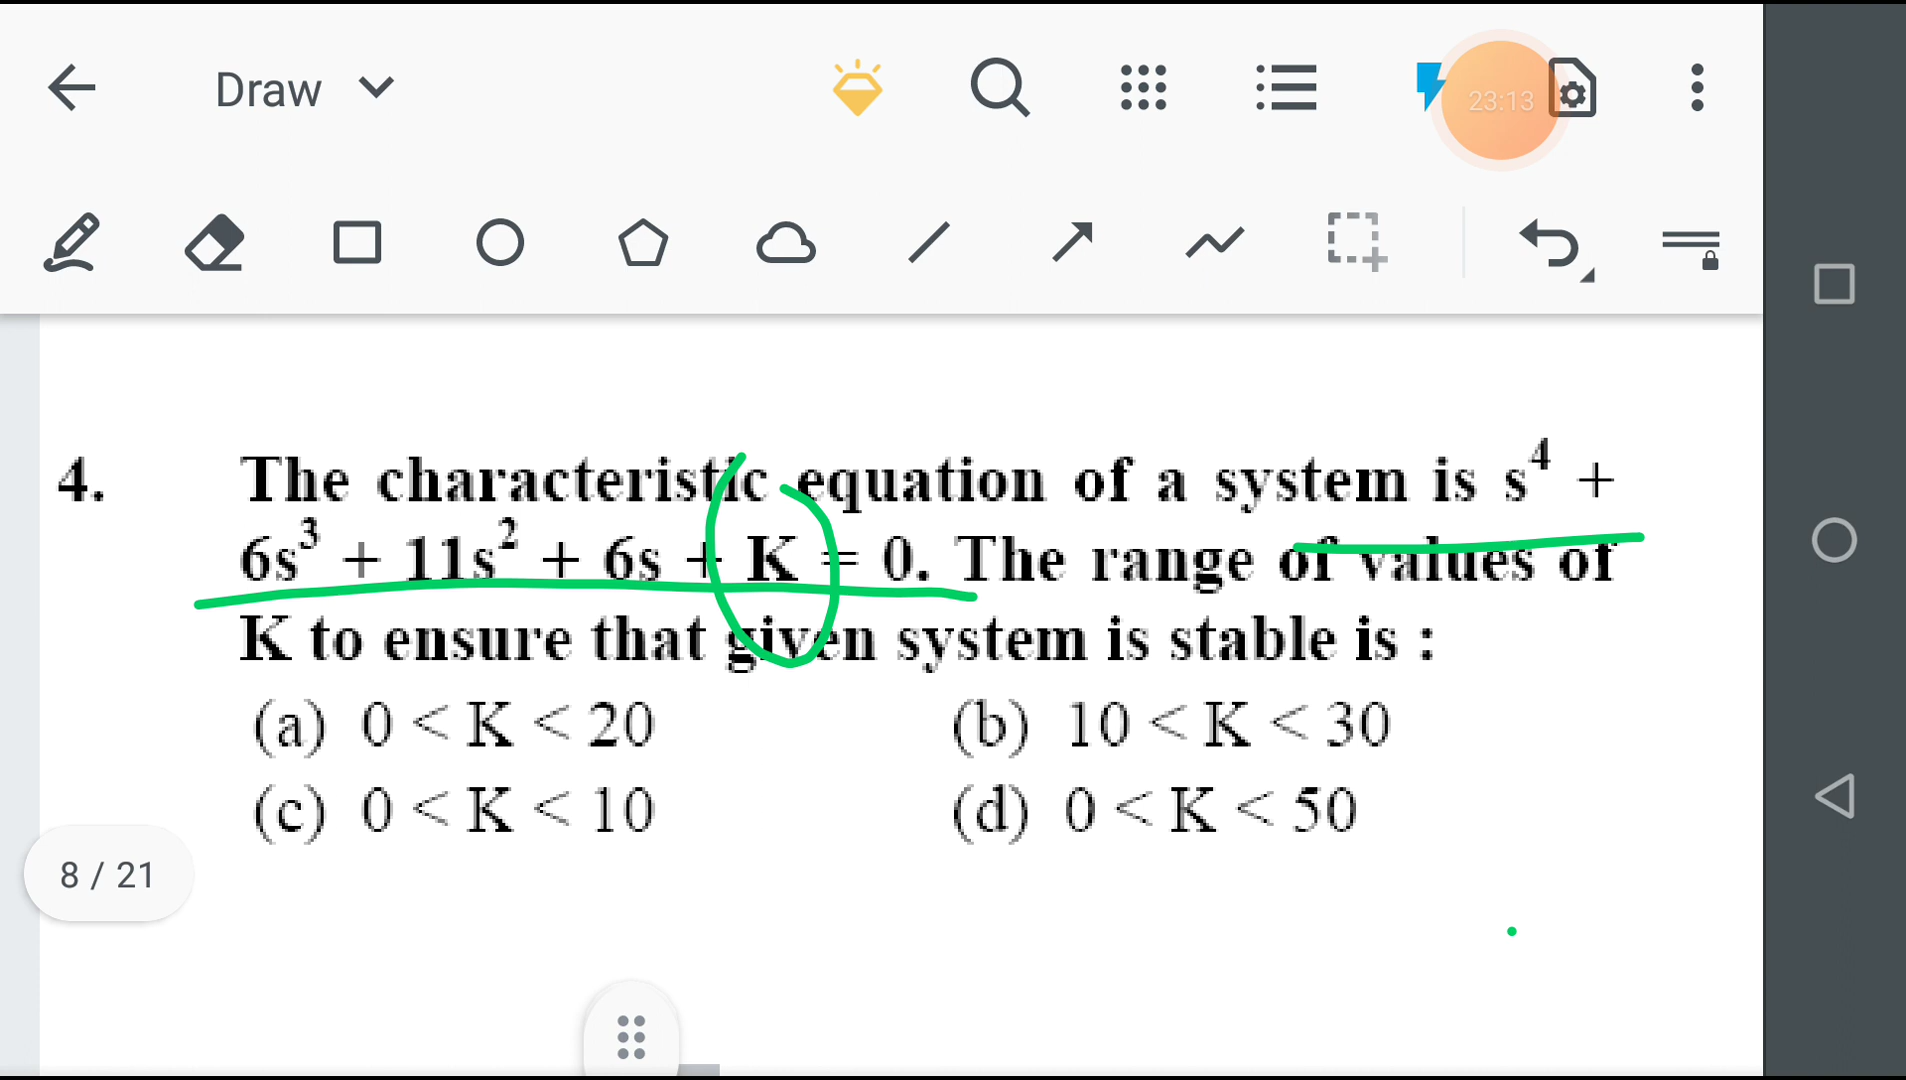 Draw
23:13
4. The characteristic equation of a system is s⁴ +
6s³ + 11s² + 6s + K = 0. The range of values of
K to ensure that given system is stable is :
(a) 0 < K < 20 (b) 10 < K < 30
(c) 0 < K < 10 (d) 0 < K < 50
8 / 21